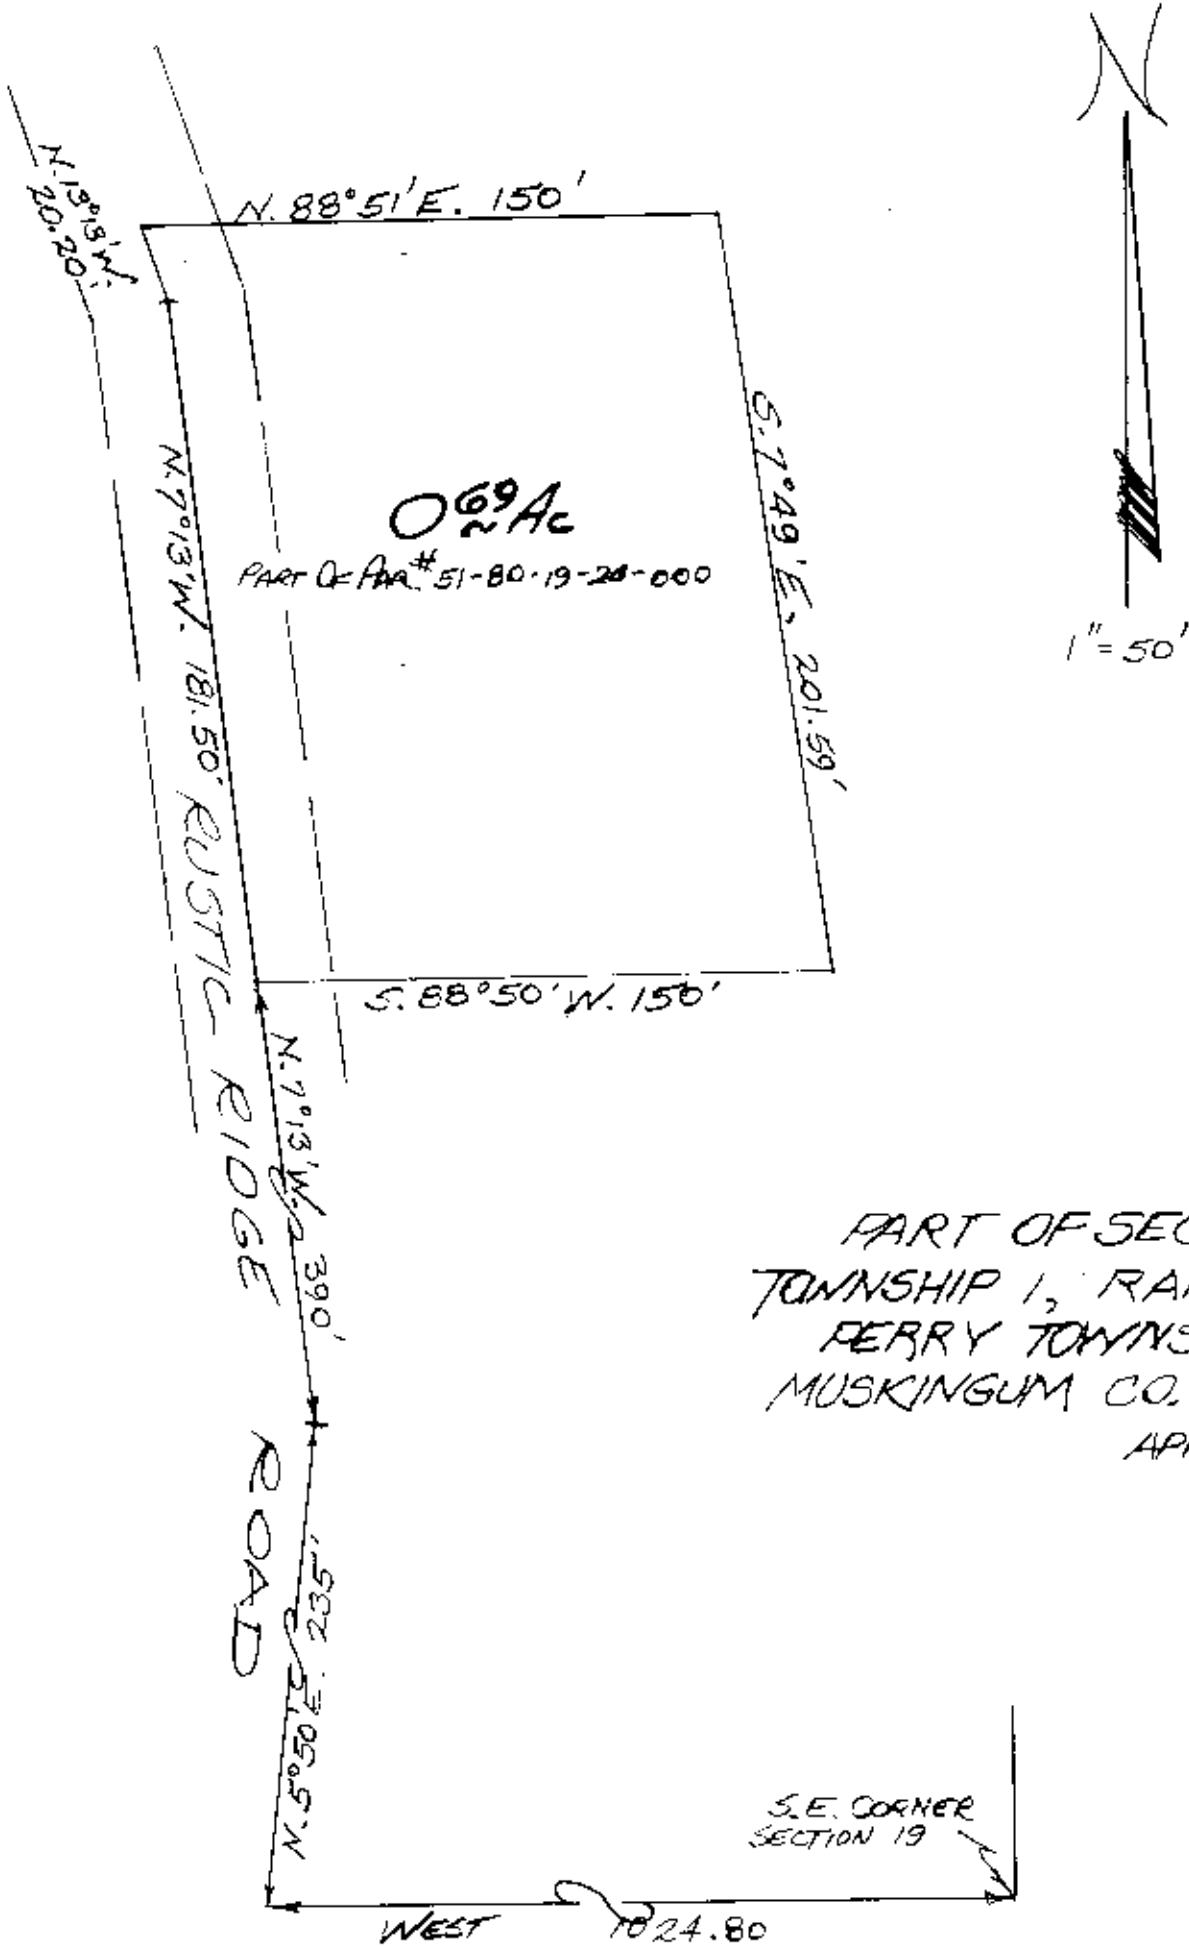 N
N. 13°13' W.
20.20'
N. 88°51' E. 150'
S. 7°49' E. 201.59'
0.69 Ac
~
PART OF PAR.# 51-80-19-20-000
1" = 50'
N. 7°13' W. 181.50'
S. 88°50' W. 150'
N. 7°13' W. 390'
RUSTIC RIDGE ROAD
N. 5°50' E. 235'
PART OF SEC
TOWNSHIP 1, RA
PERRY TOWNS
MUSKINGUM CO.
AP
S.E. CORNER
SECTION 19
WEST 1024.80